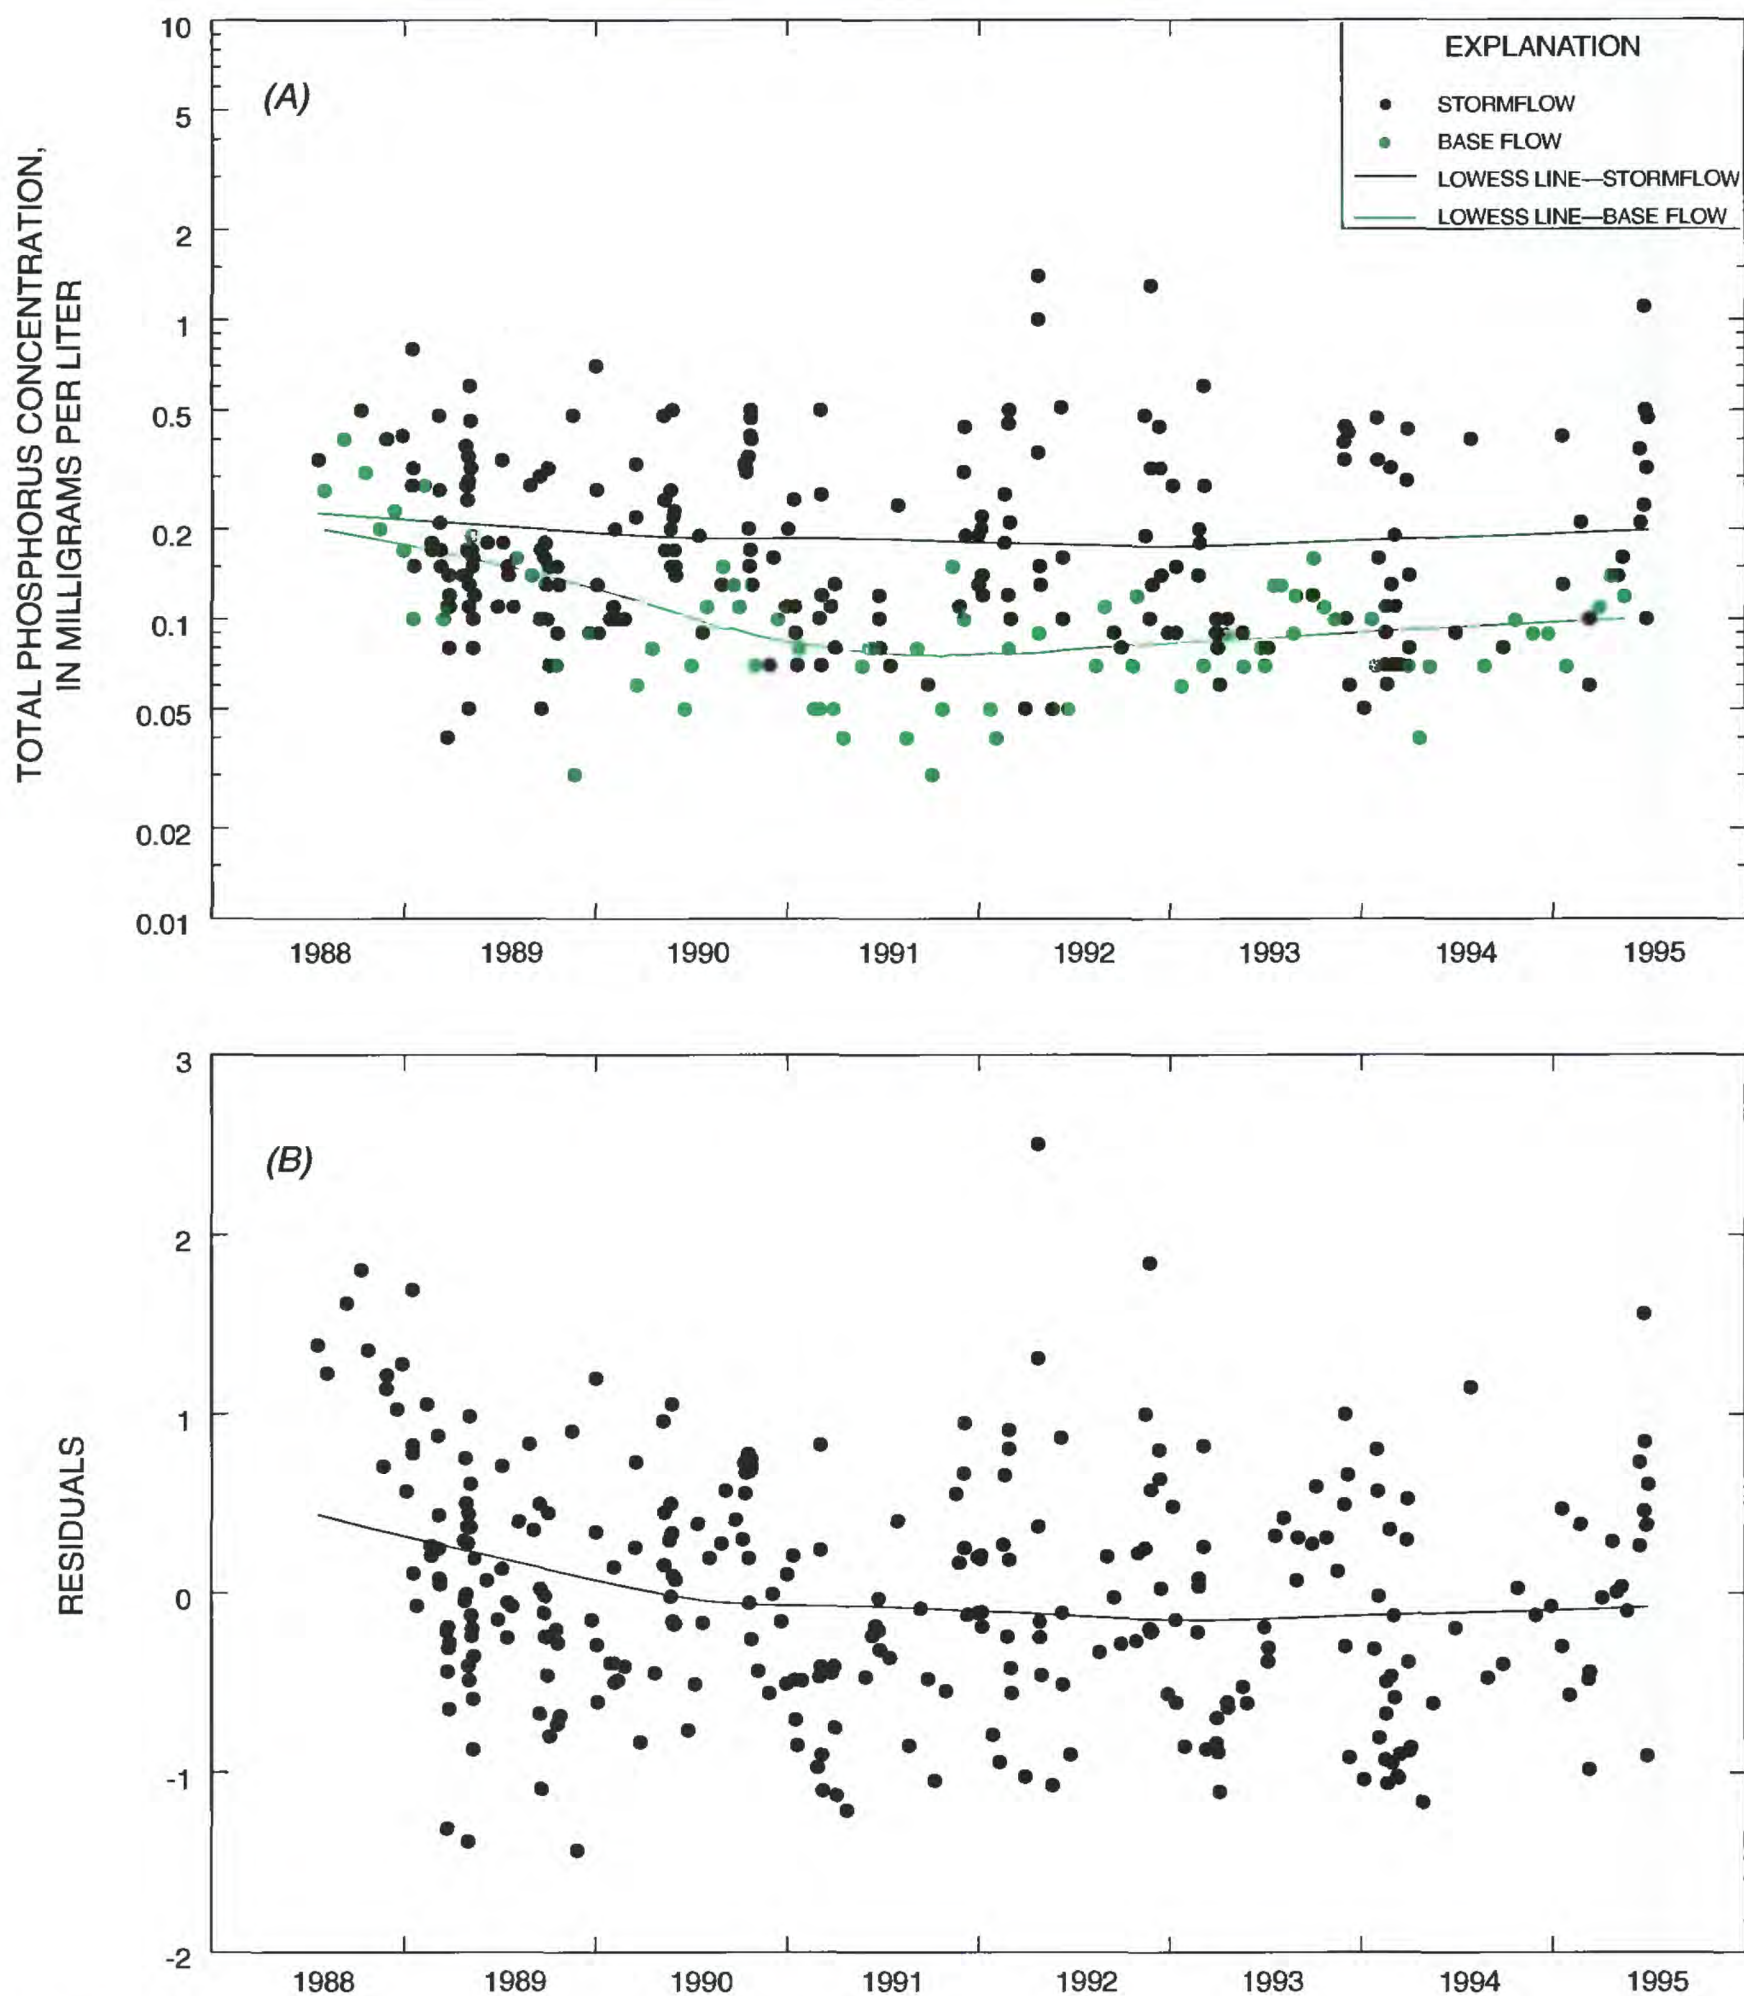 TOTAL PHOSPHORUS CONCENTRATION,
IN MILLIGRAMS PER LITER
10
5
2
1
0.5
0.2
0.1
0.05
0.02
0.01
(A)
EXPLANATION
STORMFLOW
BASE FLOW
LOWESS LINE—STORMFLOW
LOWESS LINE—BASE FLOW
1988 1989 1990 1991 1992 1993 1994 1995
RESIDUALS
3
2
1
0
-1
-2
(B)
1988 1989 1990 1991 1992 1993 1994 1995